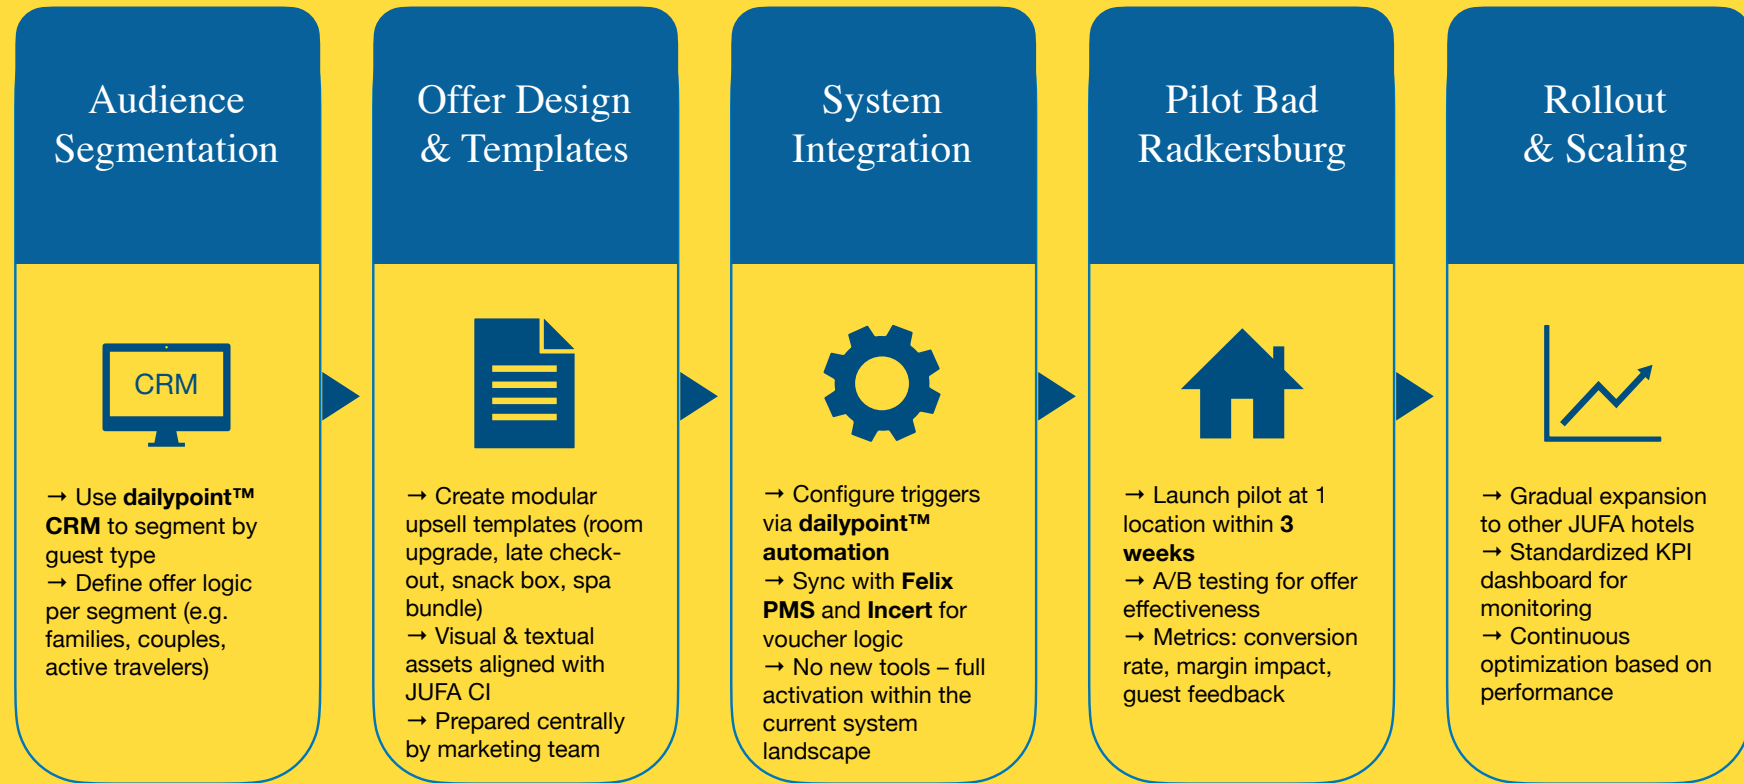 Audience
Segmentation
CRM
→ Use dailypoint™
CRM to segment by
guest type
→ Define offer logic
per segment (e.g.
families, couples,
active travelers)
Offer Design
& Templates
→ Create modular
upsell templates (room
upgrade, late check-
out, snack box, spa
bundle)
→ Visual & textual
assets aligned with
JUFA CI
→ Prepared centrally
by marketing team
System
Integration
→ Configure triggers
via dailypoint™
automation
→ Sync with Felix
PMS and Incert for
voucher logic
→ No new tools – full
activation within the
current system
landscape
Pilot Bad
Radkersburg
→ Launch pilot at 1
location within 3
weeks
→ A/B testing for offer
effectiveness
→ Metrics: conversion
rate, margin impact,
guest feedback
Rollout
& Scaling
→ Gradual expansion
to other JUFA hotels
→ Standardized KPI
dashboard for
monitoring
→ Continuous
optimization based on
performance